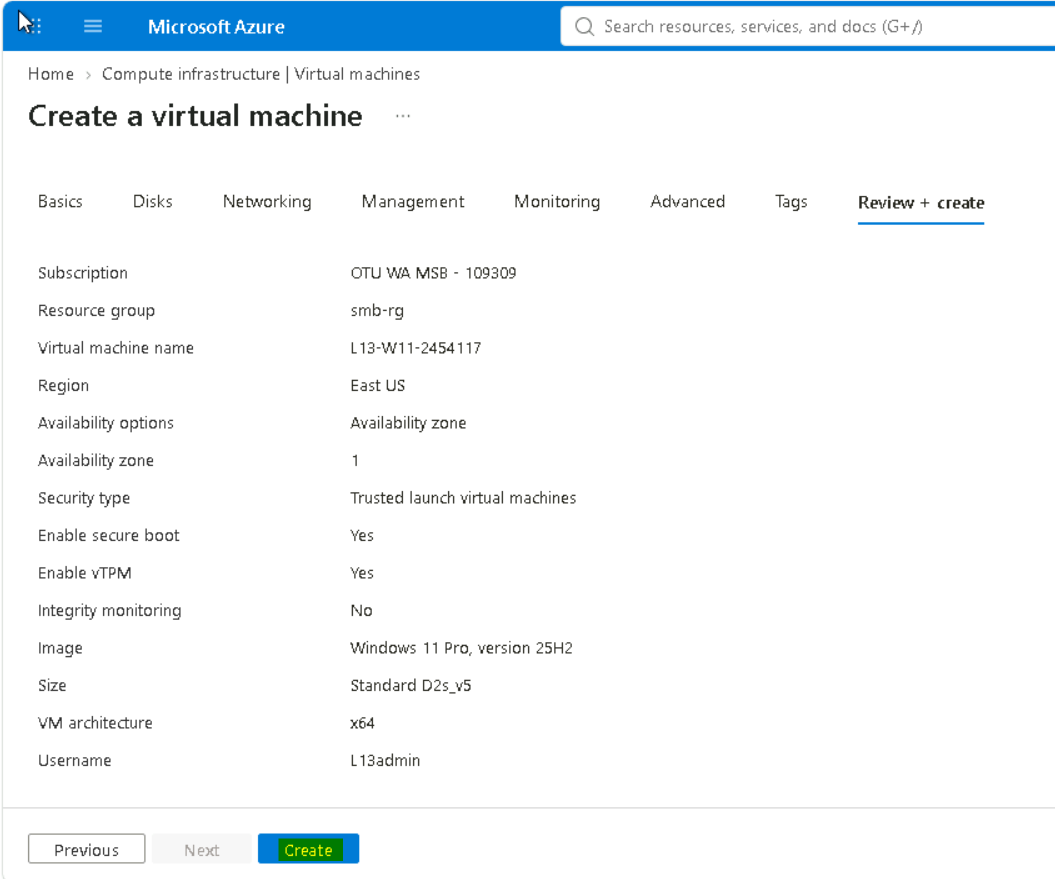 Microsoft Azure Search resources, services, and docs (G+/)
Home > Compute infrastructure | Virtual machines
Create a virtual machine ...
Basics Disks Networking Management Monitoring Advanced Tags Review + create
Subscription OTU WA MSB - 109309
Resource group smb-rg
Virtual machine name L13-W11-2454117
Region East US
Availability options Availability zone
Availability zone 1
Security type Trusted launch virtual machines
Enable secure boot Yes
Enable vTPM Yes
Integrity monitoring No
Image Windows 11 Pro, version 25H2
Size Standard D2s_v5
VM architecture x64
Username L13admin
Previous Next Create